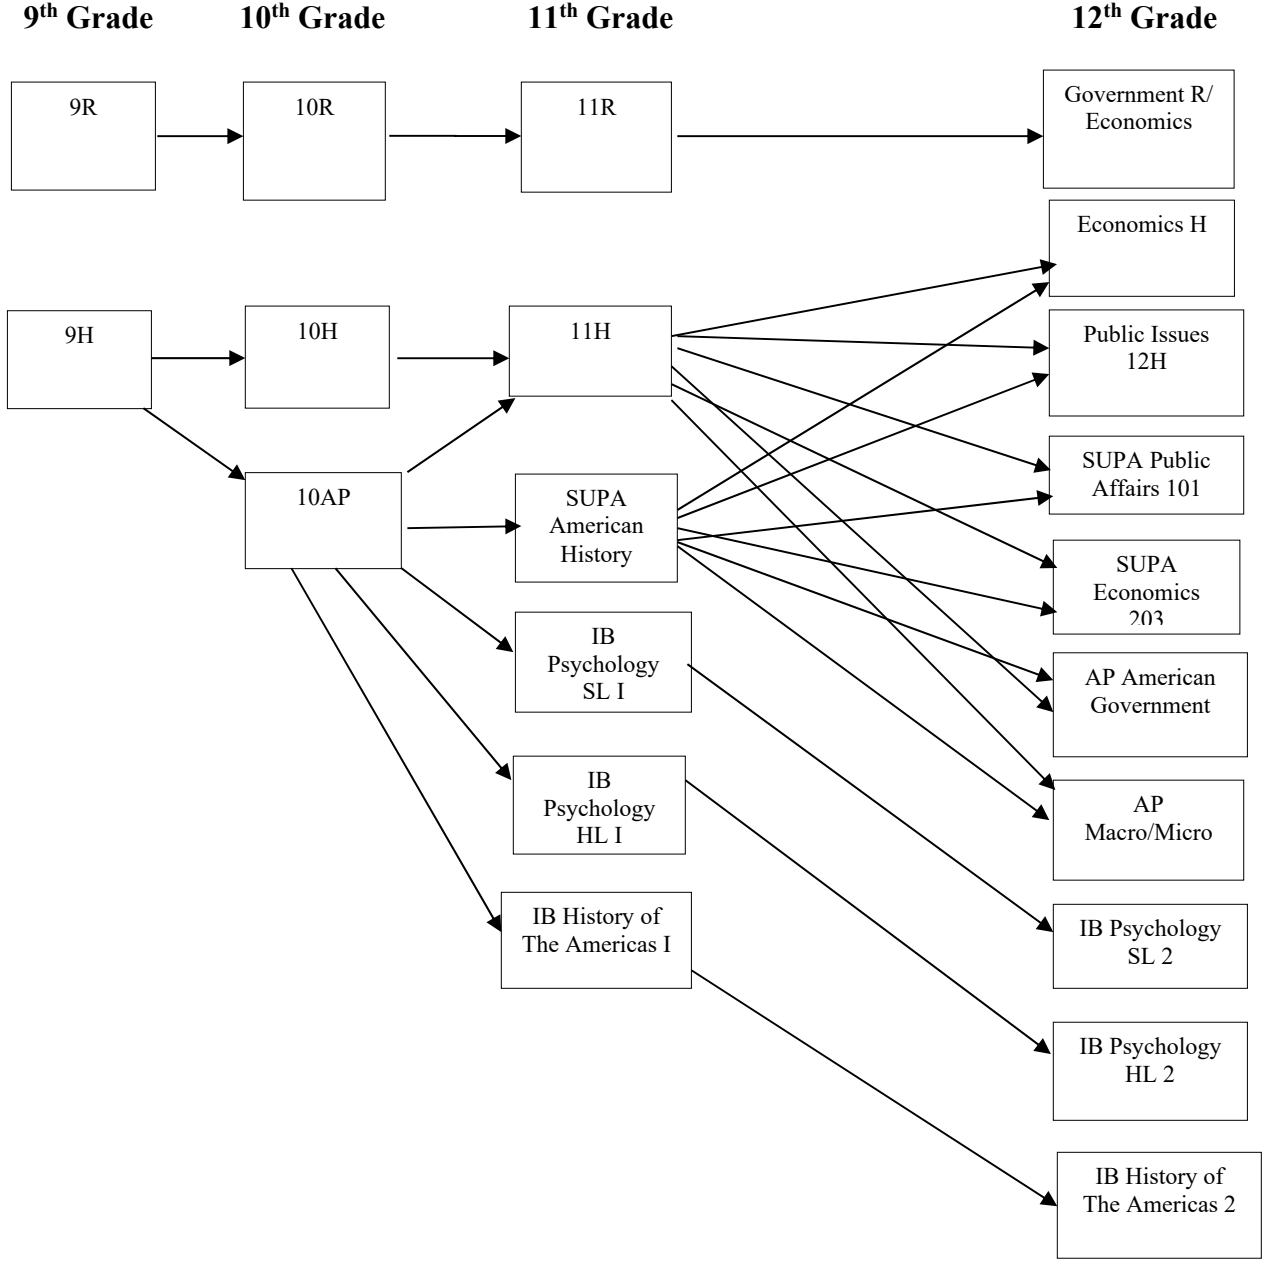 9th Grade 10th Grade 11th Grade 12th Grade
9R
10R
11R
Government R/
Economics
Economics H
9H
10H
11H
Public Issues
12H
10AP
SUPA
American
History
SUPA Public
Affairs 101
SUPA
Economics
203
IB
Psychology
SL I
AP American
Government
IB
Psychology
HL I
AP
Macro/Micro
IB History of
The Americas I
IB Psychology
SL 2
IB Psychology
HL 2
IB History of
The Americas 2